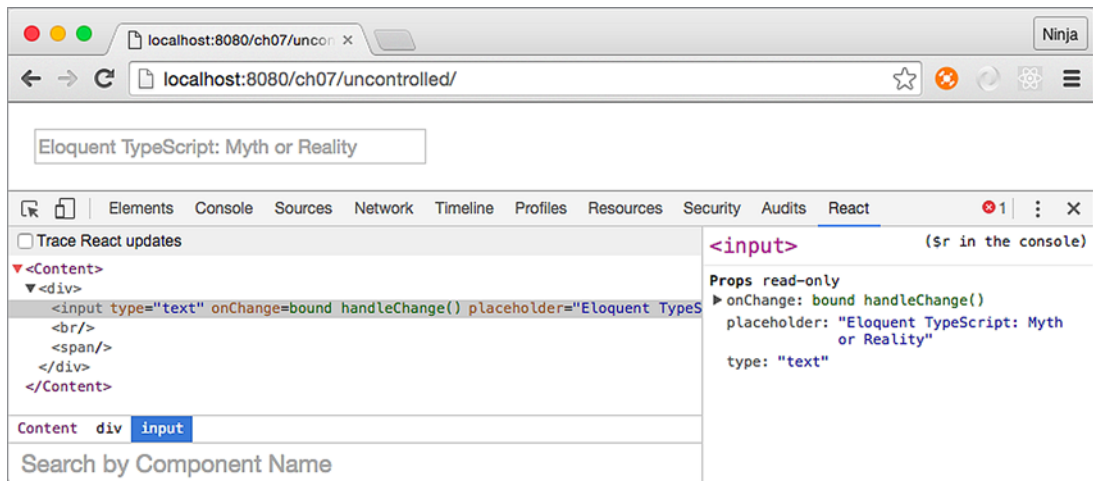 localhost:8080/ch07/uncon ×
Ninja
localhost:8080/ch07/uncontrolled/
Eloquent TypeScript: Myth or Reality
Elements Console Sources Network Timeline Profiles Resources Security Audits React 1
Trace React updates
<Content>
<div>
<input type="text" onChange=bound handleChange() placeholder="Eloquent TypeS
<br/>
<span/>
</div>
</Content>
Content div input
Search by Component Name
<input> ($r in the console)
Props read-only
onChange: bound handleChange()
placeholder: "Eloquent TypeScript: Myth
or Reality"
type: "text"